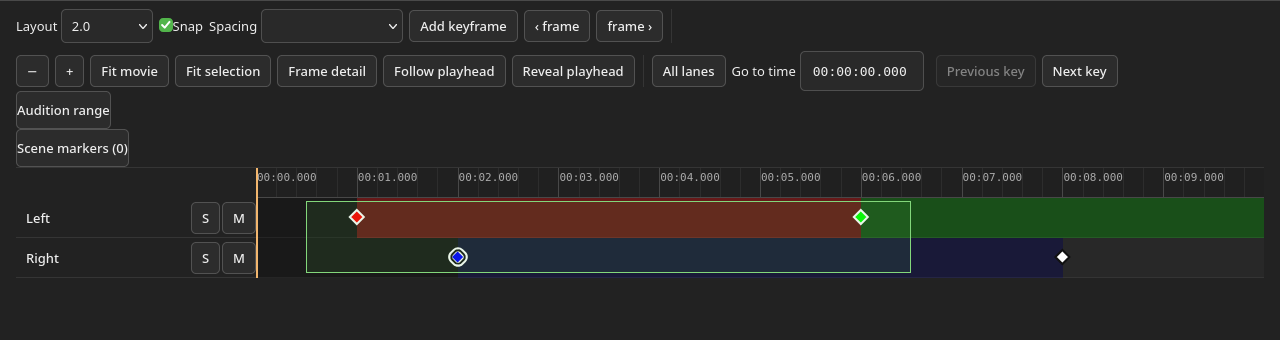 Layout 2.0 Snap Spacing Add keyframe ‹ frame frame ›
− + Fit movie Fit selection Frame detail Follow playhead Reveal playhead All lanes Go to time 00:00:00.000 Previous key Next key
Audition range
Scene markers (0)
00:00.000 00:01.000 00:02.000 00:03.000 00:04.000 00:05.000 00:06.000 00:07.000 00:08.000 00:09.000
Left S M
Right S M